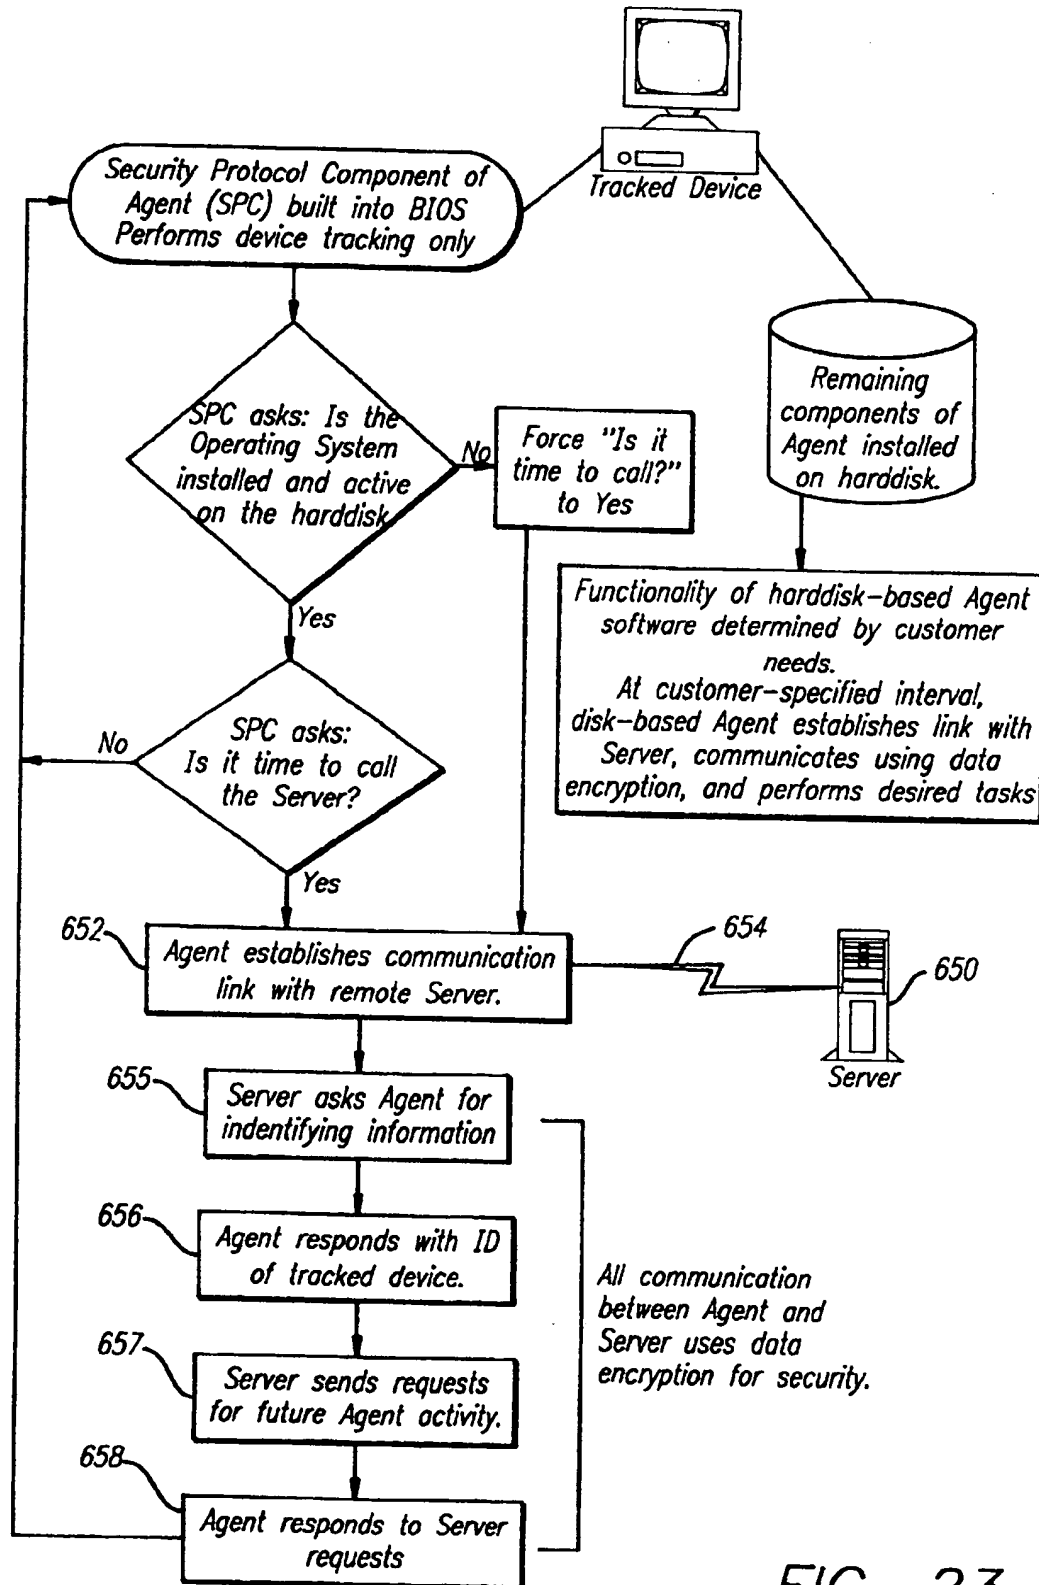 Tracked Device
Security Protocol Component of
Agent (SPC) built into BIOS
Performs device tracking only
SPC asks: Is the
Operating System
installed and active
on the harddisk
No
Force "Is it
time to call?"
to Yes
Remaining
components of
Agent installed
on harddisk.
Functionality of harddisk-based Agent
software determined by customer
needs.
At customer-specified interval,
disk-based Agent establishes link with
Server, communicates using data
encryption, and performs desired tasks
Yes
SPC asks:
Is it time to call
the Server?
No
Yes
652
Agent establishes communication
link with remote Server.
654
650
Server
655
Server asks Agent for
indentifying information
656
Agent responds with ID
of tracked device.
657
Server sends requests
for future Agent activity.
658
Agent responds to Server
requests
All communication
between Agent and
Server uses data
encryption for security.
FIG. 23